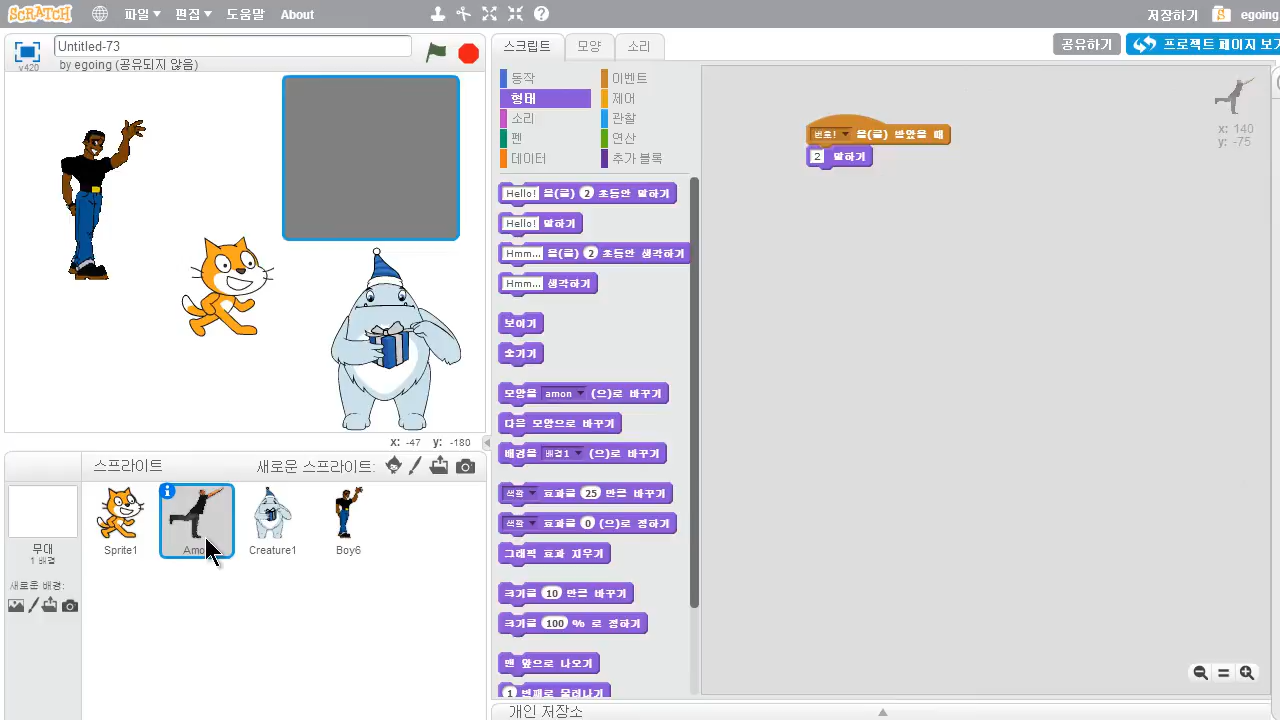 SCRATCH 파일 편집 도움말 About 저장하기 egoing
Untitled-73
by egoing (공유되지 않음)
v420
스크립트 모양 소리
공유하기 프로젝트 페이지 보기
동작 이벤트
형태 제어
소리 관찰
펜 연산
데이터 추가 블록
Hello! 을(를) 2 초동안 말하기
Hello! 말하기
Hmm... 을(를) 2 초동안 생각하기
Hmm... 생각하기
보이기
숨기기
모양을 amon (으)로 바꾸기
다음 모양으로 바꾸기
배경을 배경1 (으)로 바꾸기
색깔 효과를 25 만큼 바꾸기
색깔 효과를 0 (으)로 정하기
그래픽 효과 지우기
크기를 10 만큼 바꾸기
크기를 100 % 로 정하기
맨 앞으로 나오기
1 번째로 물러나기
번호! 을(를) 받았을 때
2 말하기
x: 140
y: -75
x: -47 y: -180
스프라이트 새로운 스프라이트:
Sprite1 Amon Creature1 Boy6
무대
1 배경
새로운 배경:
개인 저장소